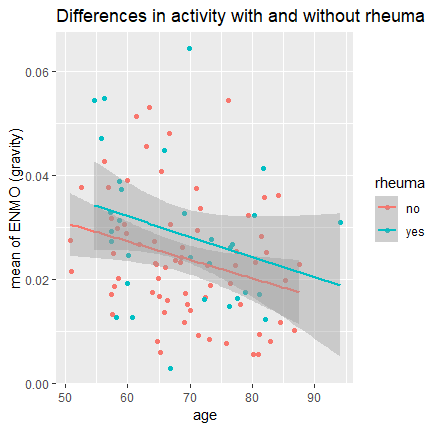 Differences in activity with and without rheuma
mean of ENMO (gravity)
0.06
0.04
0.02
0.00
50
60
70
80
90
age
rheuma
no
yes